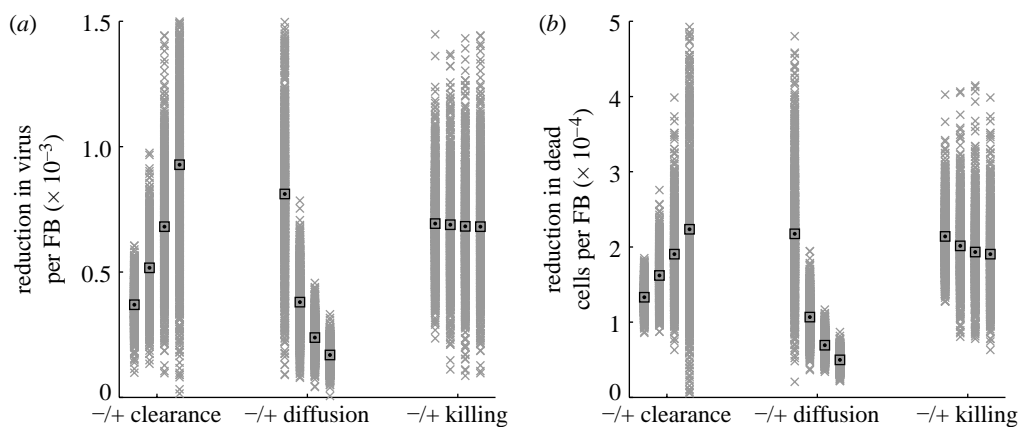 (a)
reduction in virus
per FB (× 10⁻³)
1.5
1.0
0.5
0
−/+ clearance
−/+ diffusion
−/+ killing
(b)
reduction in dead
cells per FB (× 10⁻⁴)
5
4
3
2
1
0
−/+ clearance
−/+ diffusion
−/+ killing